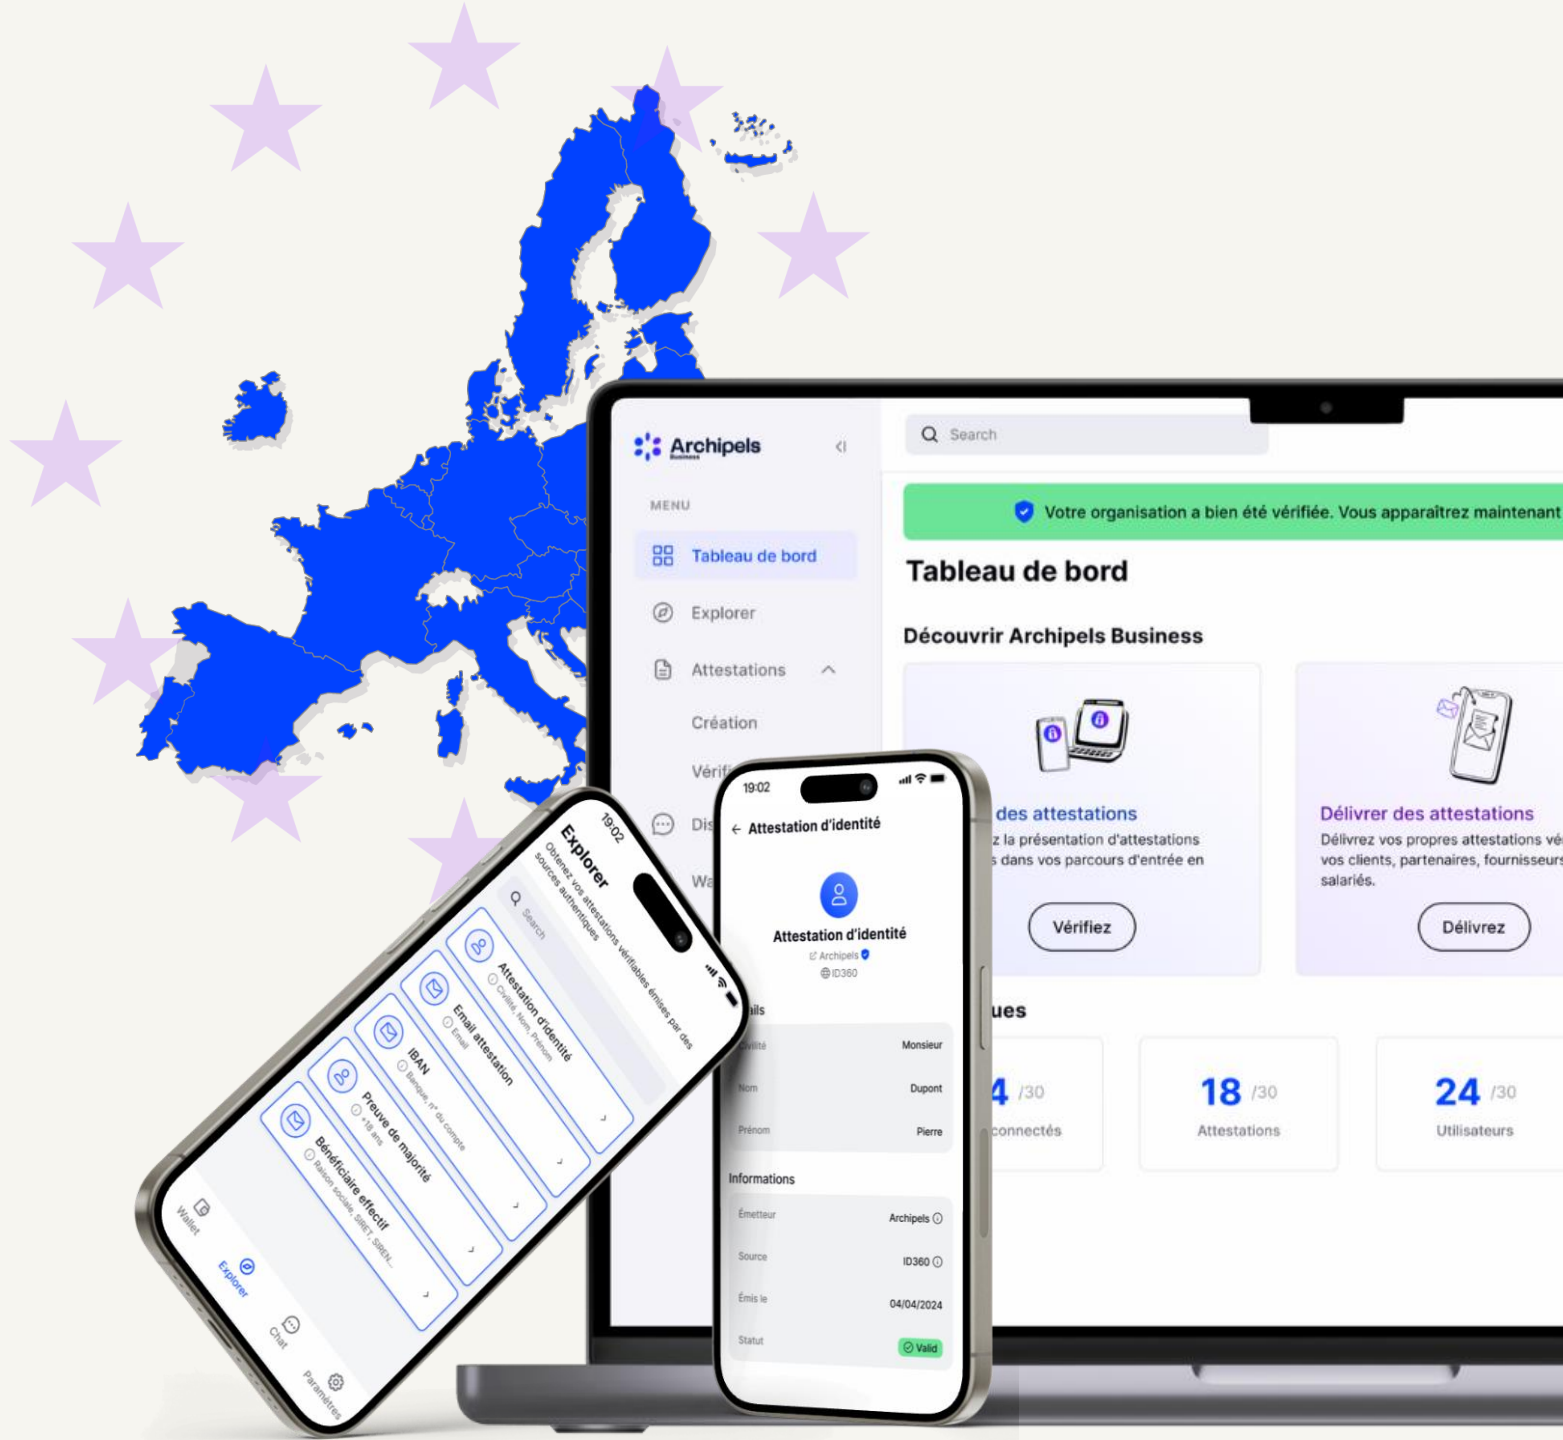 Archipels
Business
Search
MENU
Tableau de bord
Explorer
Attestations
Création
Votre organisation a bien été vérifiée. Vous apparaîtrez maintenant
Tableau de bord
Découvrir Archipels Business
des attestations
la présentation d'attestations
dans vos parcours d'entrée en
Vérifiez
Délivrer des attestations
Délivrez vos propres attestations
vos clients, partenaires, fournisseurs
salariés.
Délivrez
4 /30
connectés
18 /30
Attestations
24 /30
Utilisateurs
19:02
Attestation d'identité
Attestation d'identité
Archipels
ID360
Civilité Monsieur
Nom Dupont
Prénom Pierre
Informations
Émetteur Archipels
Source ID360
Émis le 04/04/2024
Statut Valid
19:02
Explorer
Obtenez vos attestations vérifiables émises par des
sources authentiques
Search
Attestation d'identité
Civilité, Nom, Prénom
Email attestation
Email
IBAN
Banque, n° du compte
Preuve de majorité
+18 ans
Bénéficiaire effectif
Raison sociale, SIRET, SIREN...
Wallet
Explorer
Chat
Paramètres